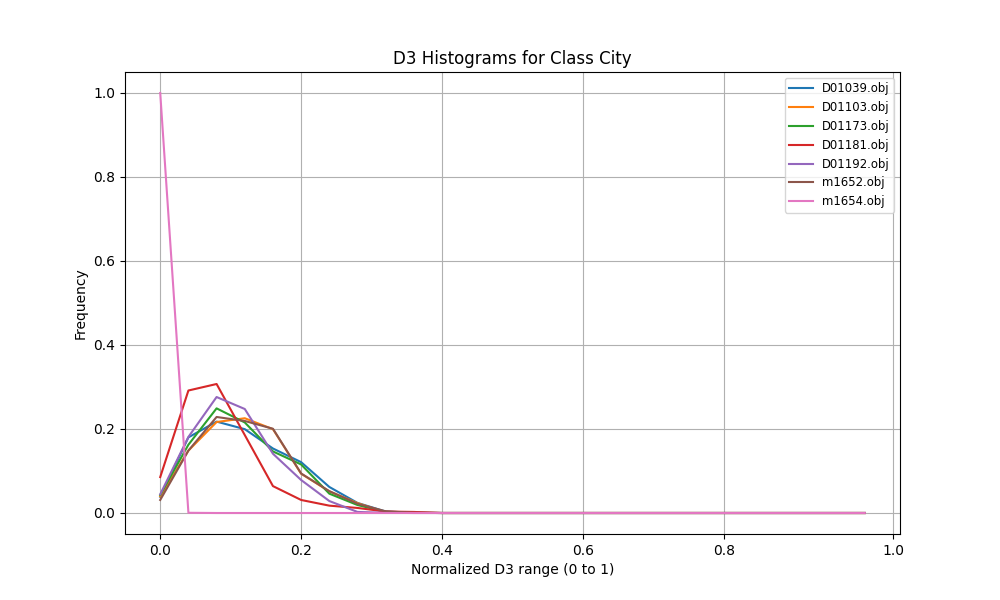 D3 Histograms for Class City
1.0
0.8
0.6
0.4
0.2
0.0
Frequency
D01039.obj
D01103.obj
D01173.obj
D01181.obj
D01192.obj
m1652.obj
m1654.obj
0.0 0.2 0.4 0.6 0.8 1.0
Normalized D3 range (0 to 1)